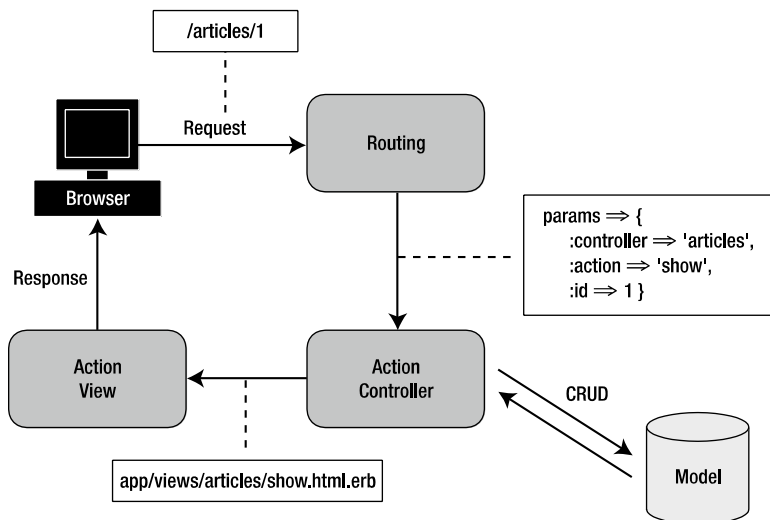 /articles/1
Request
Routing
Browser
params ⇒ {
:controller ⇒ 'articles',
:action ⇒ 'show',
:id ⇒ 1 }
Response
Action
View
Action
Controller
CRUD
Model
app/views/articles/show.html.erb